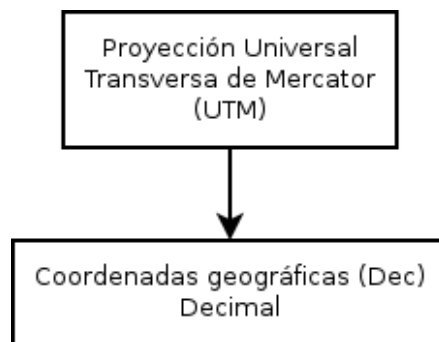 Proyección Universal
Transversa de Mercator
(UTM)
Coordenadas geográficas (Dec)
Decimal